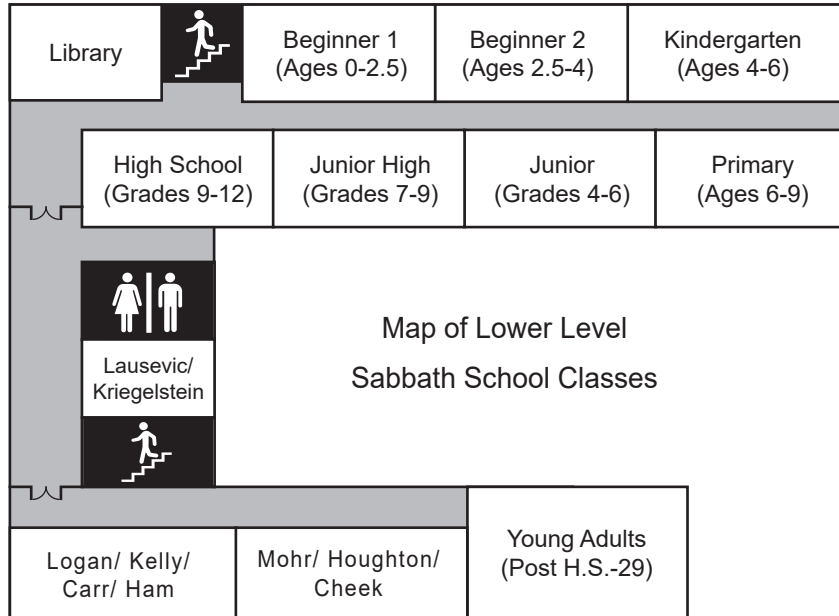 Library
Beginner 1
(Ages 0-2.5)
Beginner 2
(Ages 2.5-4)
Kindergarten
(Ages 4-6)
High School
(Grades 9-12)
Junior High
(Grades 7-9)
Junior
(Grades 4-6)
Primary
(Ages 6-9)
Map of Lower Level
Sabbath School Classes
Lausevic/
Kriegelstein
Logan/ Kelly/
Carr/ Ham
Mohr/ Houghton/
Cheek
Young Adults
(Post H.S.-29)